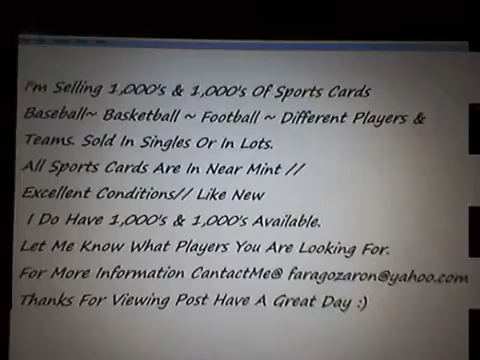 I'm Selling 1,000's & 1,000's Of Sports Cards
Baseball~ Basketball ~ Football ~ Different Players &
Teams. Sold In Singles Or In Lots.
All Sports Cards Are In Near Mint //
Excellent Conditions// Like New
I Do Have 1,000's & 1,000's Available.
Let Me Know What Players You Are Looking For.
For More Information CantactMe@ faragozaron@yahoo.com
Thanks For Viewing Post Have A Great Day :)